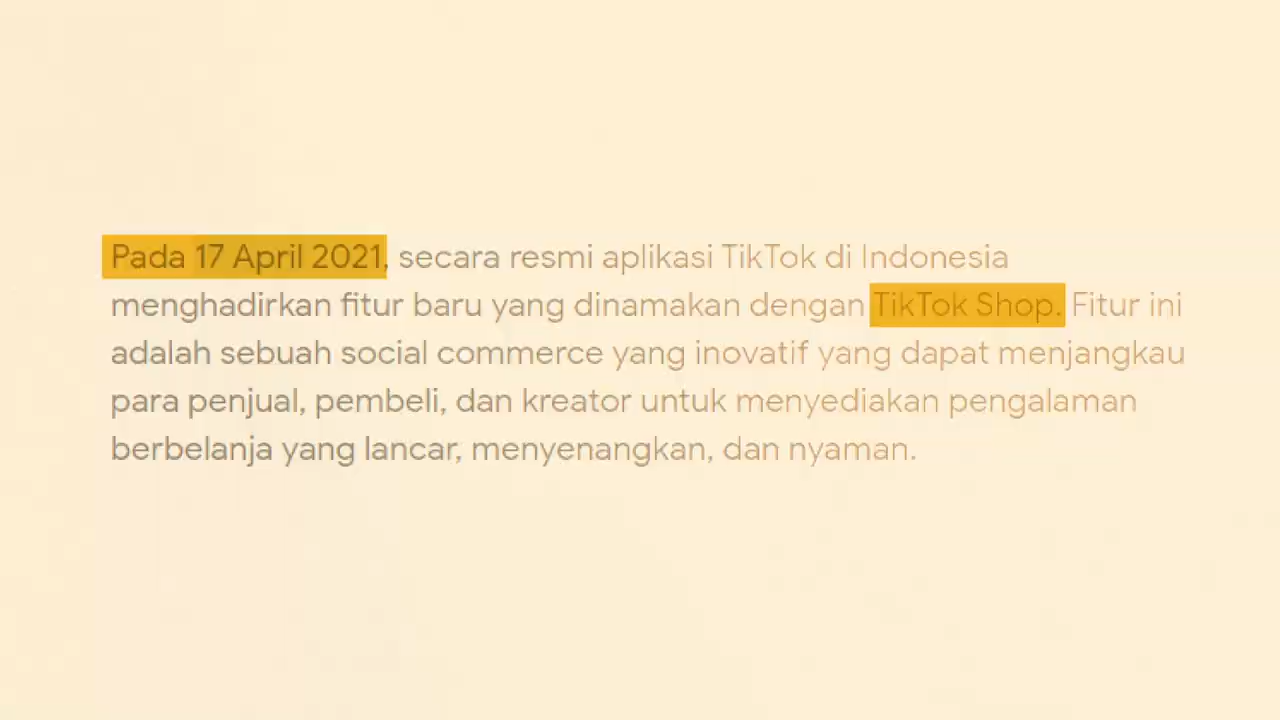 Pada 17 April 2021, secara resmi aplikasi TikTok di Indonesia
menghadirkan fitur baru yang dinamakan dengan TikTok Shop. Fitur ini
adalah sebuah social commerce yang inovatif yang dapat menjangkau
para penjual, pembeli, dan kreator untuk menyediakan pengalaman
berbelanja yang lancar, menyenangkan, dan nyaman.